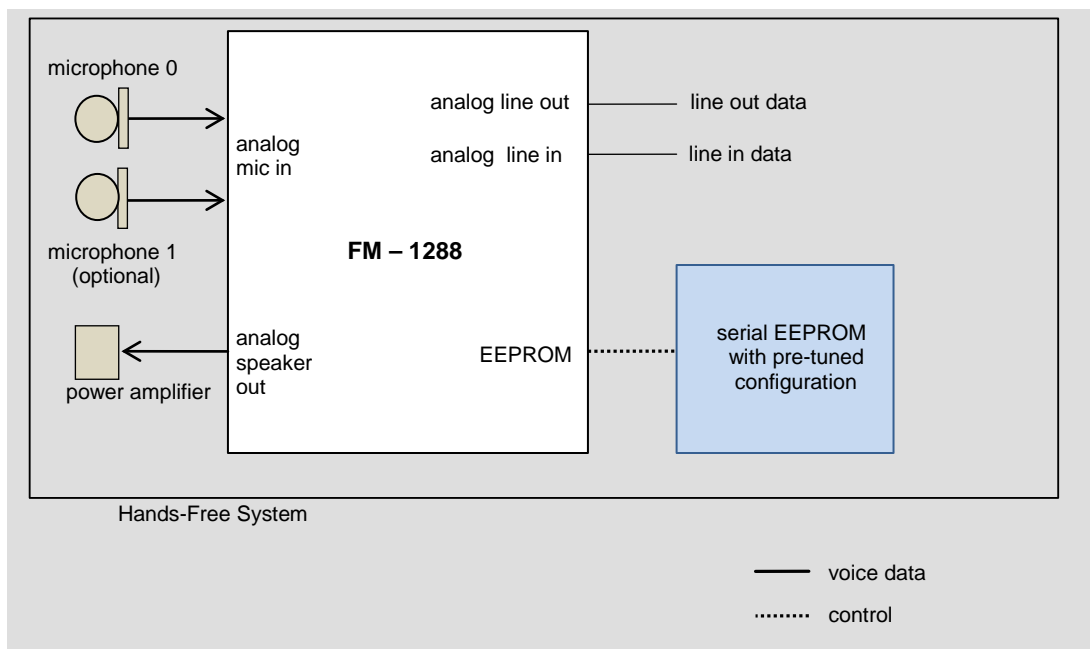 microphone 0
analog
mic in
microphone 1
(optional)
analog
speaker
out
power amplifier
FM – 1288
analog line out
analog line in
EEPROM
line out data
line in data
serial EEPROM
with pre-tuned
configuration
Hands-Free System
voice data
control